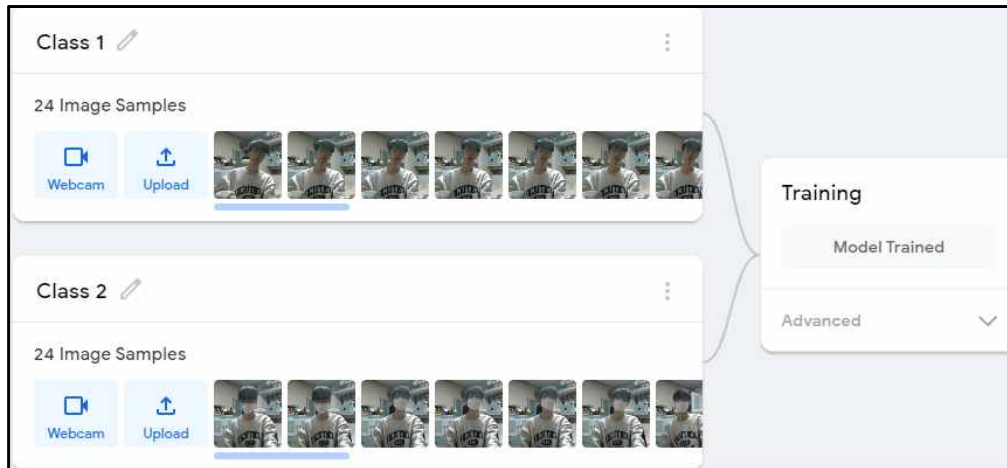 Class 1
24 Image Samples
Webcam
Upload
Training
Model Trained
Advanced
Class 2
24 Image Samples
Webcam
Upload